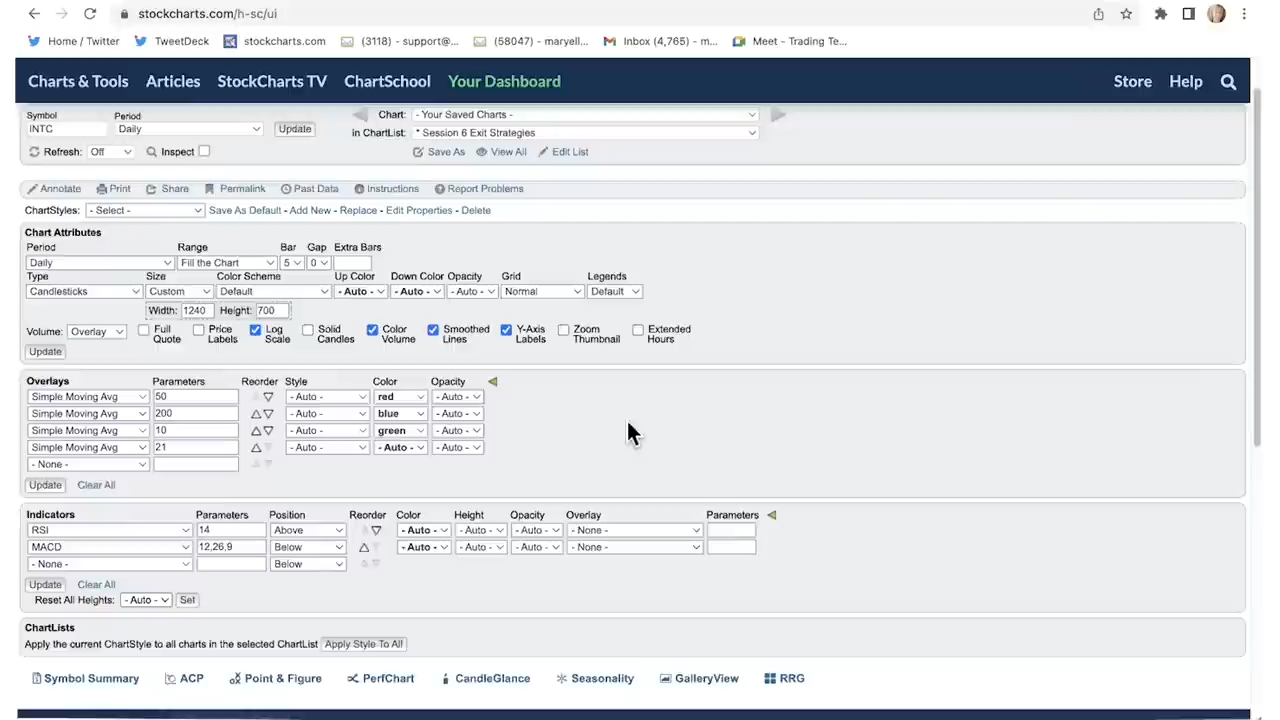 stockcharts.com/h-sc/ui
Home / Twitter TweetDeck stockcharts.com (3118) - support@... (58047) - maryell... Inbox (4,765) - m... Meet - Trading Te...
Charts & Tools Articles StockCharts TV ChartSchool Your Dashboard Store Help
Symbol Period Chart: - Your Saved Charts -
INTC Daily Update in ChartList: * Session 6 Exit Strategies
Refresh: Off Inspect Save As View All Edit List
Annotate Print Share Permalink Past Data Instructions Report Problems
ChartStyles: - Select - Save As Default - Add New - Replace - Edit Properties - Delete
Chart Attributes
Period Range Bar Gap Extra Bars
Daily Fill the Chart 5 0
Type Size Color Scheme Up Color Down Color Opacity Grid Legends
Candlesticks Custom Default - Auto - - Auto - - Auto - Normal Default
Width: 1240 Height: 700
Volume: Overlay Full Quote Price Labels Log Scale Solid Candles Color Volume Smoothed Lines Y-Axis Labels Zoom Thumbnail Extended Hours
Update
Overlays Parameters Reorder Style Color Opacity
Simple Moving Avg 50 - Auto - red - Auto -
Simple Moving Avg 200 - Auto - blue - Auto -
Simple Moving Avg 10 - Auto - green - Auto -
Simple Moving Avg 21 - Auto - - Auto - - Auto -
- None -
Update Clear All
Indicators Parameters Position Reorder Color Height Opacity Overlay Parameters
RSI 14 Above - Auto - - Auto - - Auto - - None -
MACD 12,26,9 Below - Auto - - Auto - - Auto - - None -
- None - Below
Update Clear All
Reset All Heights: - Auto - Set
ChartLists
Apply the current ChartStyle to all charts in the selected ChartList Apply Style To All
Symbol Summary ACP Point & Figure PerfChart CandleGlance Seasonality GalleryView RRG